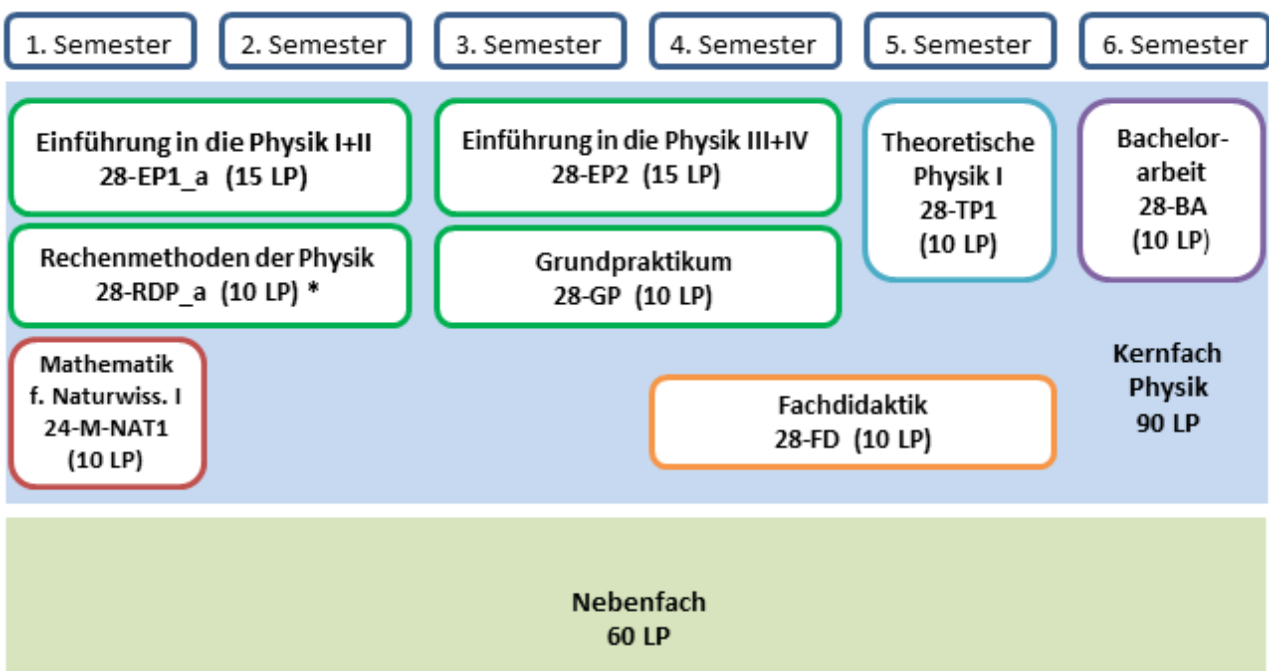 1. Semester
2. Semester
3. Semester
4. Semester
5. Semester
6. Semester
Einführung in die Physik I+II
28-EP1_a (15 LP)
Einführung in die Physik III+IV
28-EP2 (15 LP)
Theoretische
Physik I
28-TP1
(10 LP)
Bachelor-
arbeit
28-BA
(10 LP)
Rechenmethoden der Physik
28-RDP_a (10 LP) *
Grundpraktikum
28-GP (10 LP)
Mathematik
f. Naturwiss. I
24-M-NAT1
(10 LP)
Fachdidaktik
28-FD (10 LP)
Kernfach
Physik
90 LP
Nebenfach
60 LP